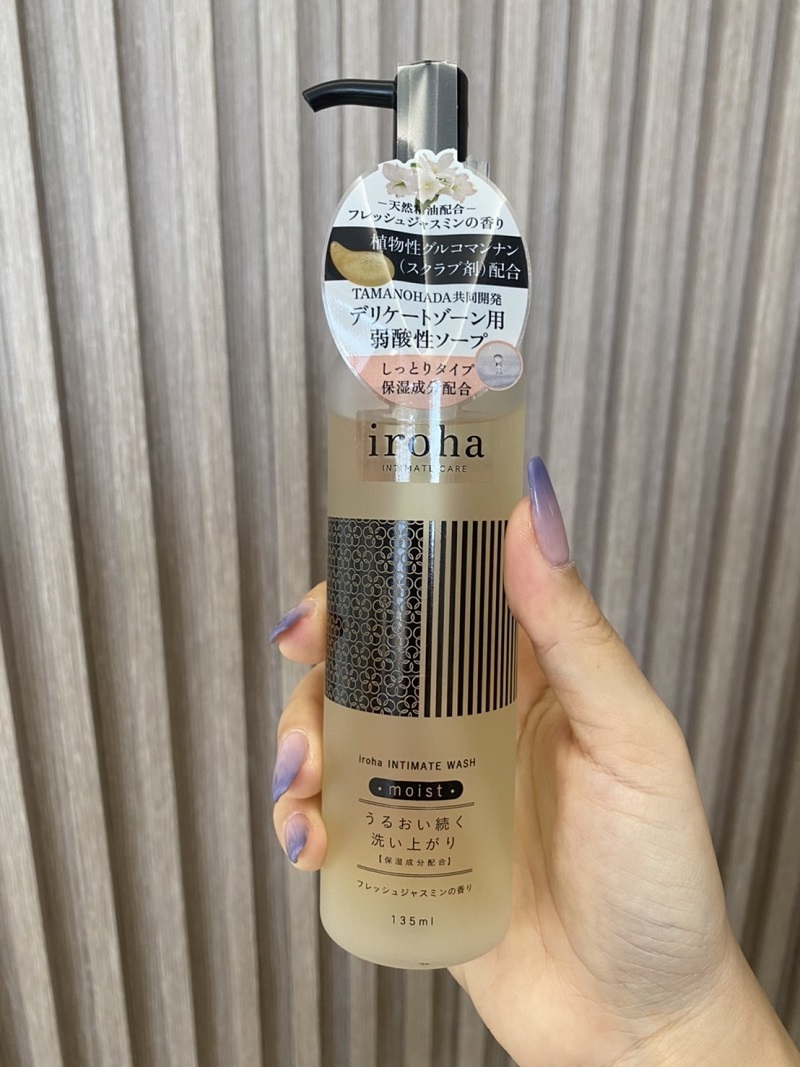 －天然精油配合－
フレッシュジャスミンの香り
植物性グルコマンナン
（スクラブ剤）配合
TAMANOHADA共同開発
デリケートゾーン用
弱酸性ソープ
しっとりタイプ
保湿成分配合
iroha
INTIMATE CARE
iroha INTIMATE WASH
・moist・
うるおい続く
洗い上がり
【保湿成分配合】
フレッシュジャスミンの香り
135ml